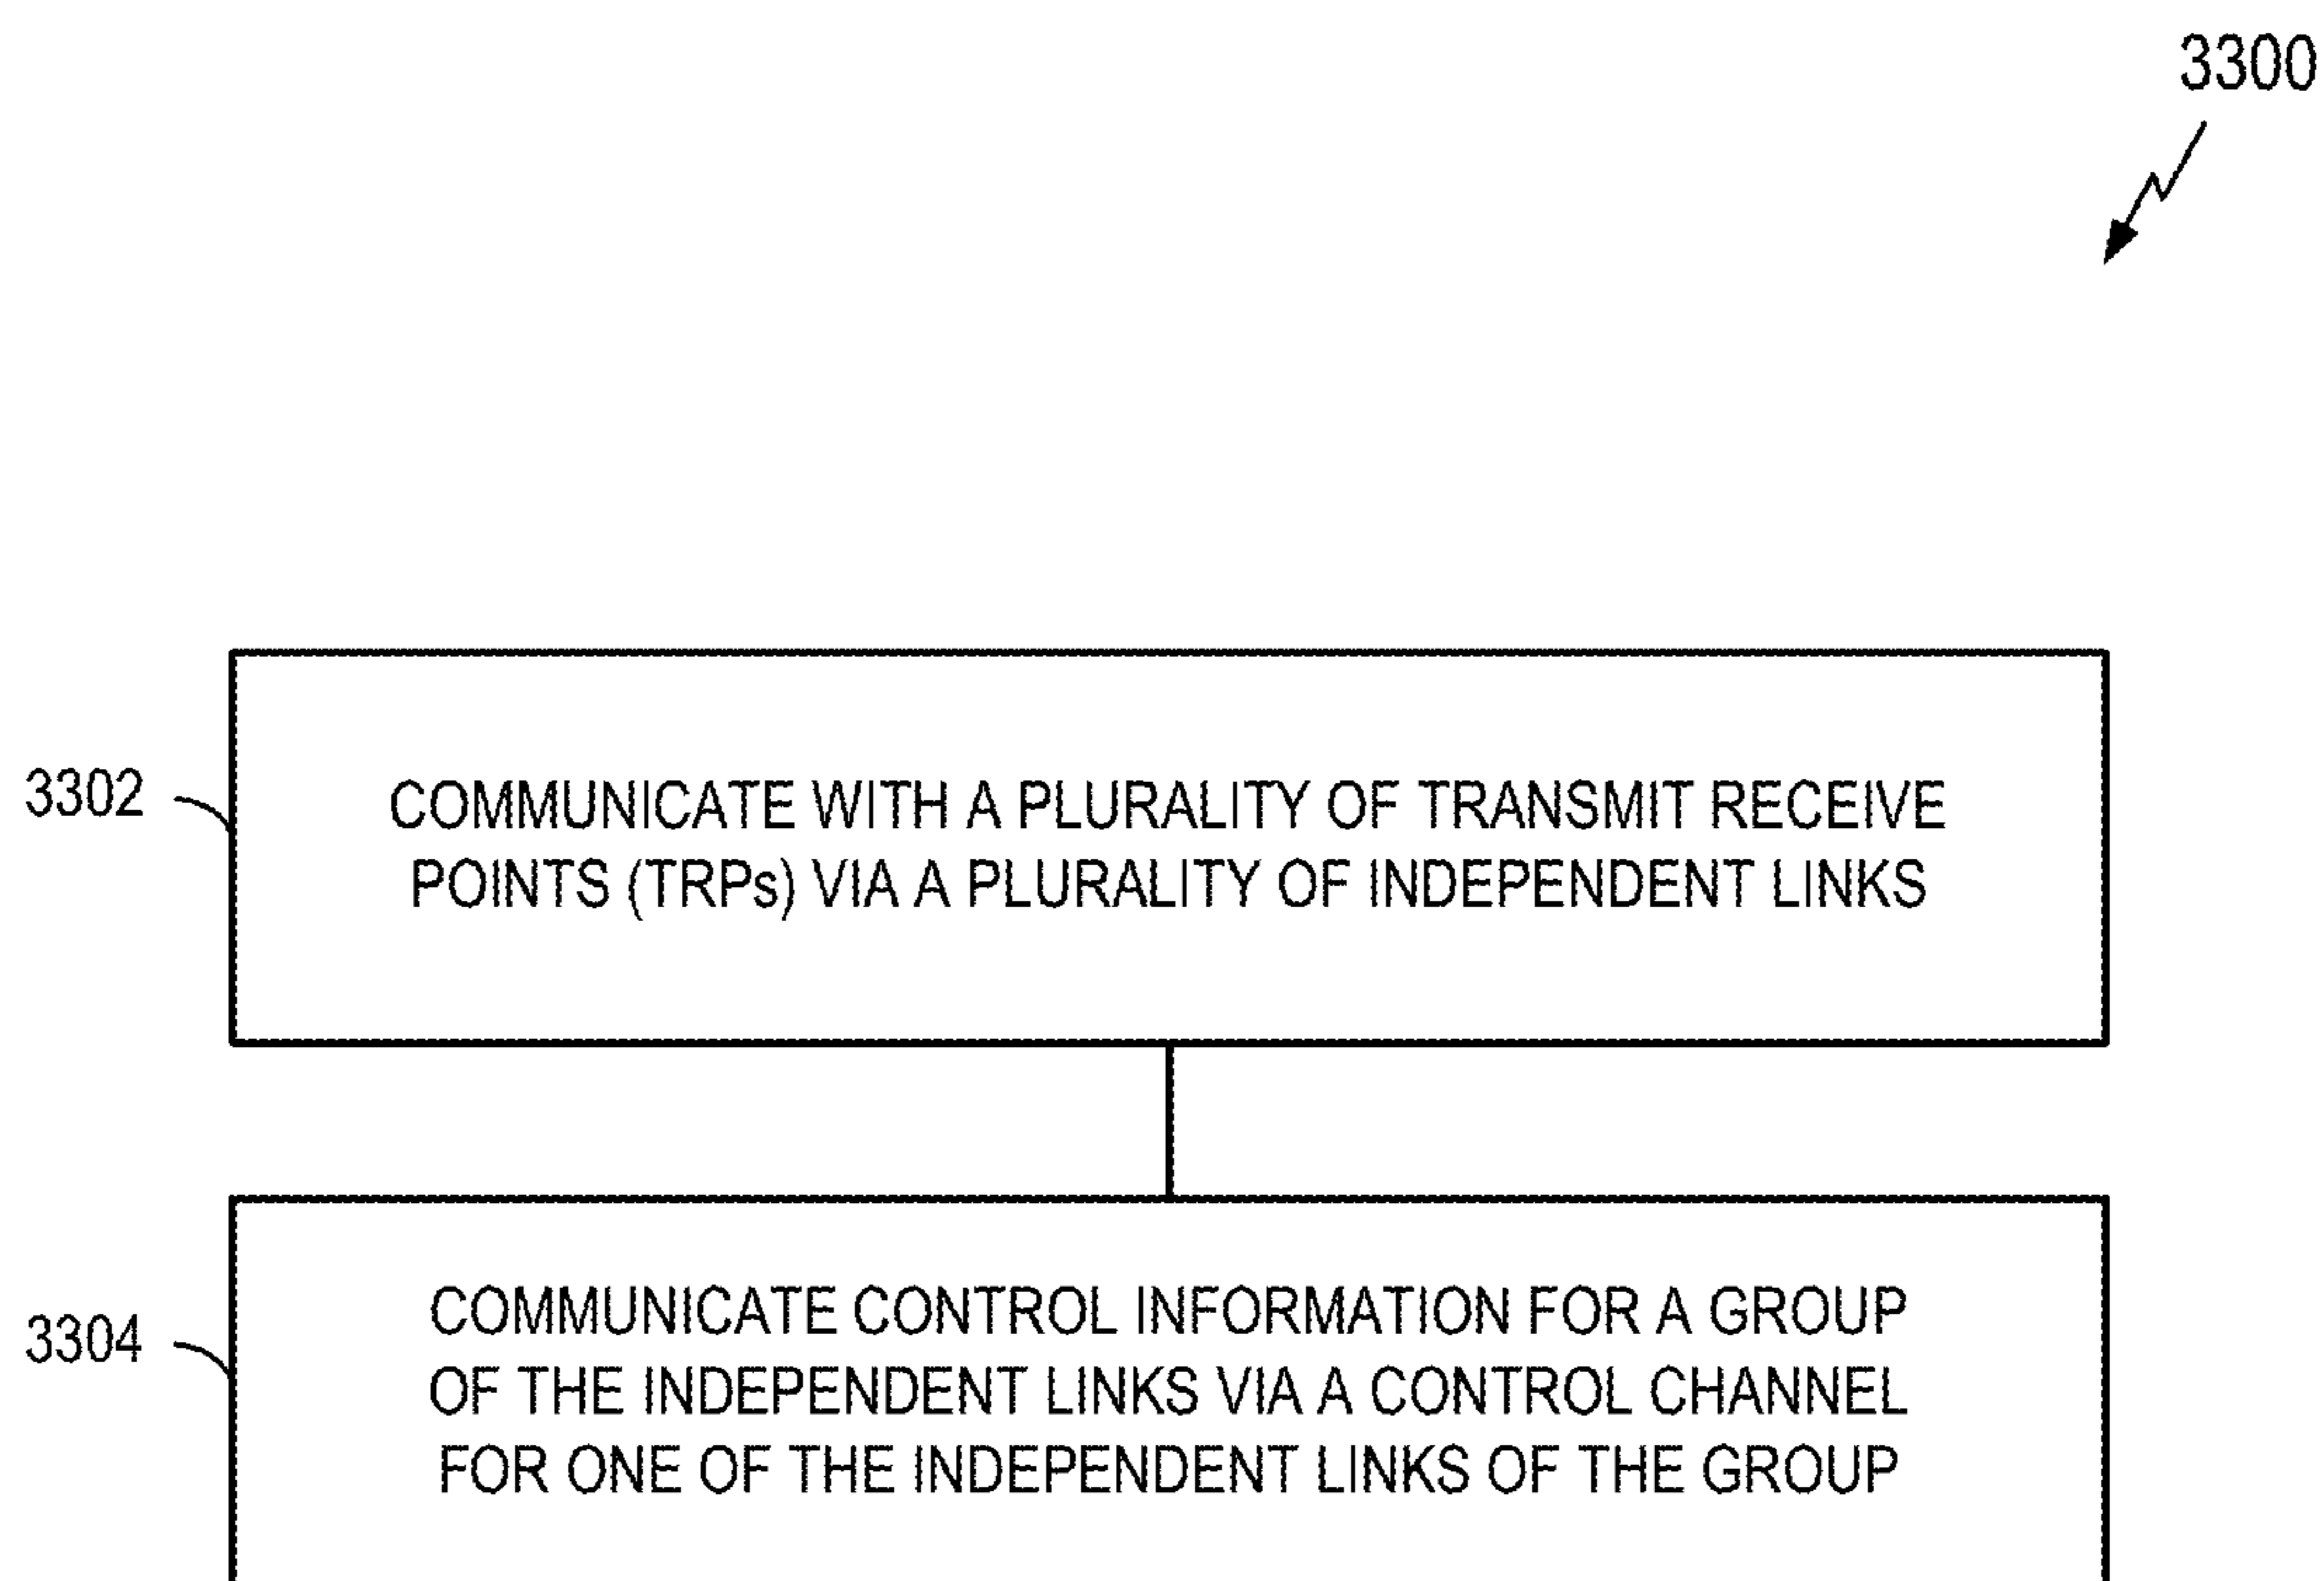 3300
3302
COMMUNICATE WITH A PLURALITY OF TRANSMIT RECEIVE
POINTS (TRPs) VIA A PLURALITY OF INDEPENDENT LINKS
3304
COMMUNICATE CONTROL INFORMATION FOR A GROUP
OF THE INDEPENDENT LINKS VIA A CONTROL CHANNEL
FOR ONE OF THE INDEPENDENT LINKS OF THE GROUP